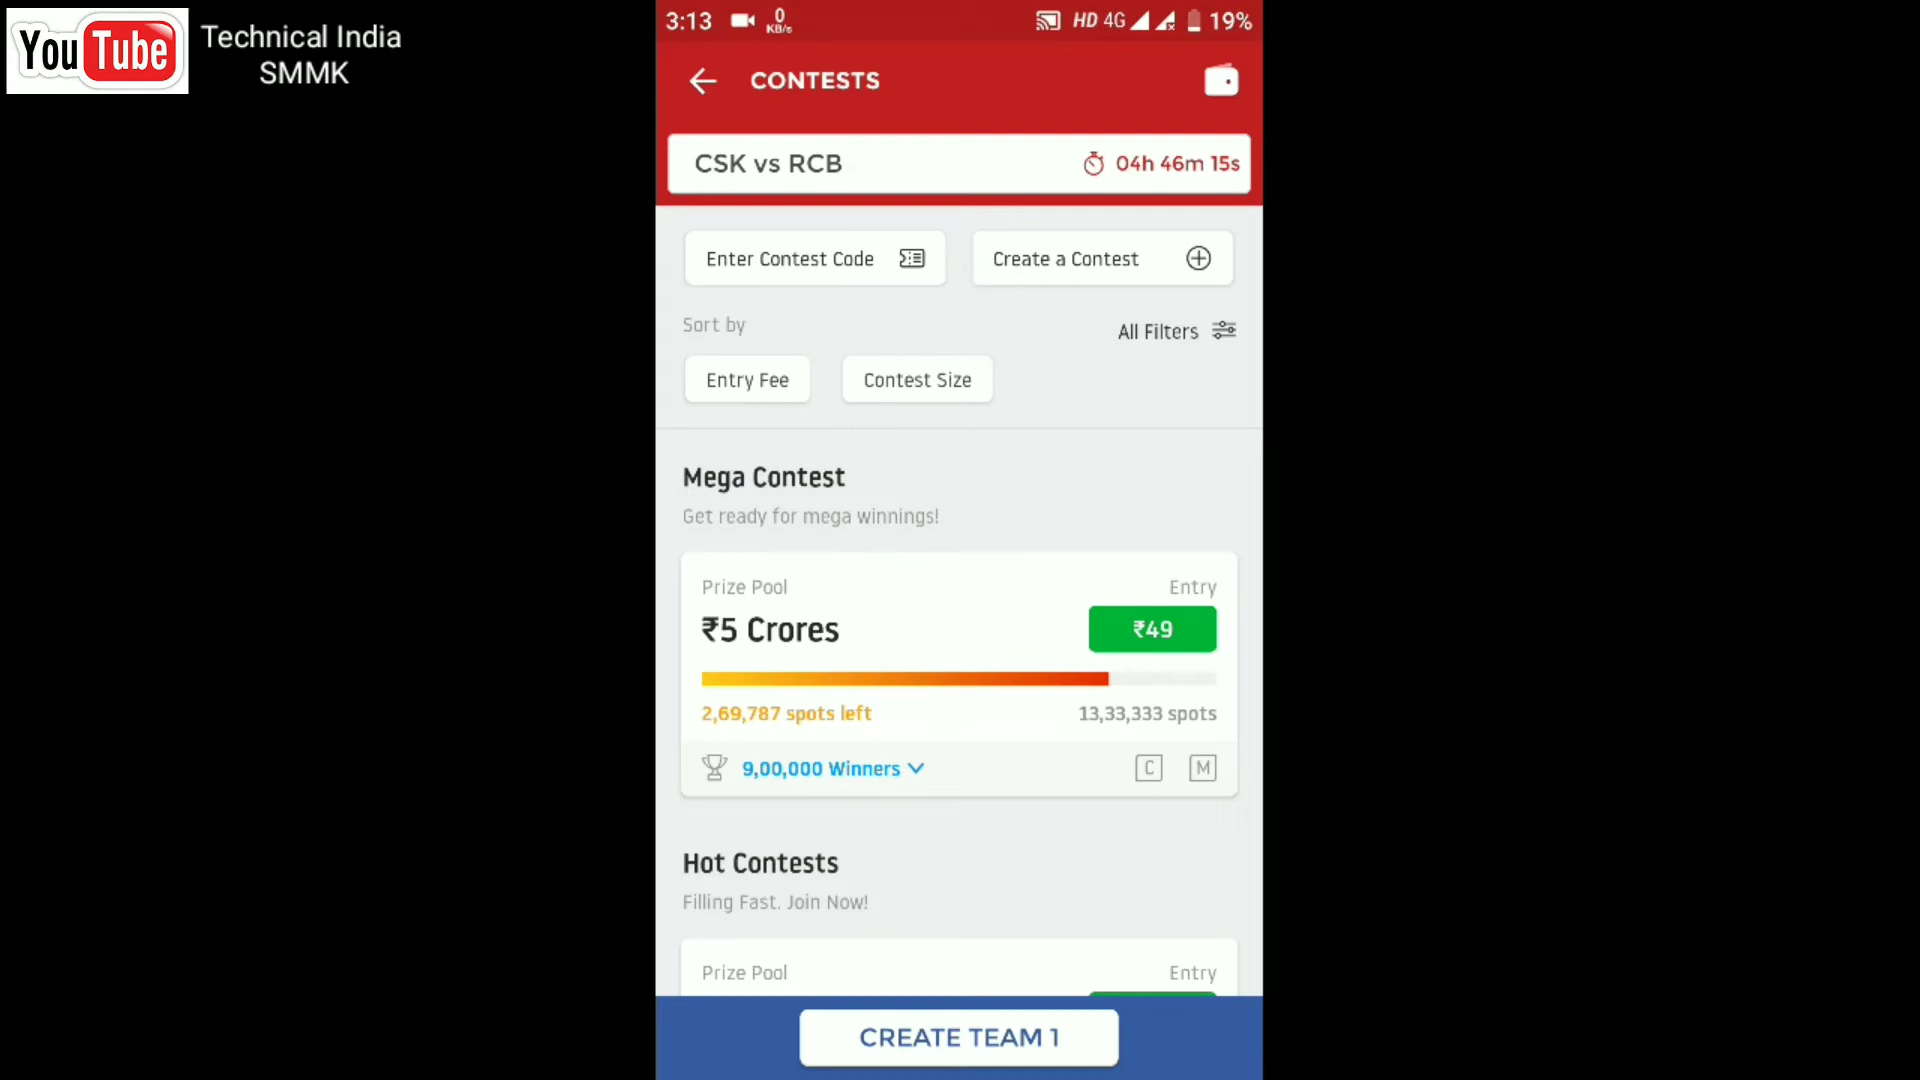 You Tube
Technical India
SMMK
3:13 0 KB/s HD 4G 19%
CONTESTS
CSK vs RCB 04h 46m 15s
Enter Contest Code Create a Contest
Sort by All Filters
Entry Fee Contest Size
Mega Contest
Get ready for mega winnings!
Prize Pool Entry
₹5 Crores ₹49
2,69,787 spots left 13,33,333 spots
9,00,000 Winners C M
Hot Contests
Filling Fast. Join Now!
Prize Pool Entry
CREATE TEAM 1